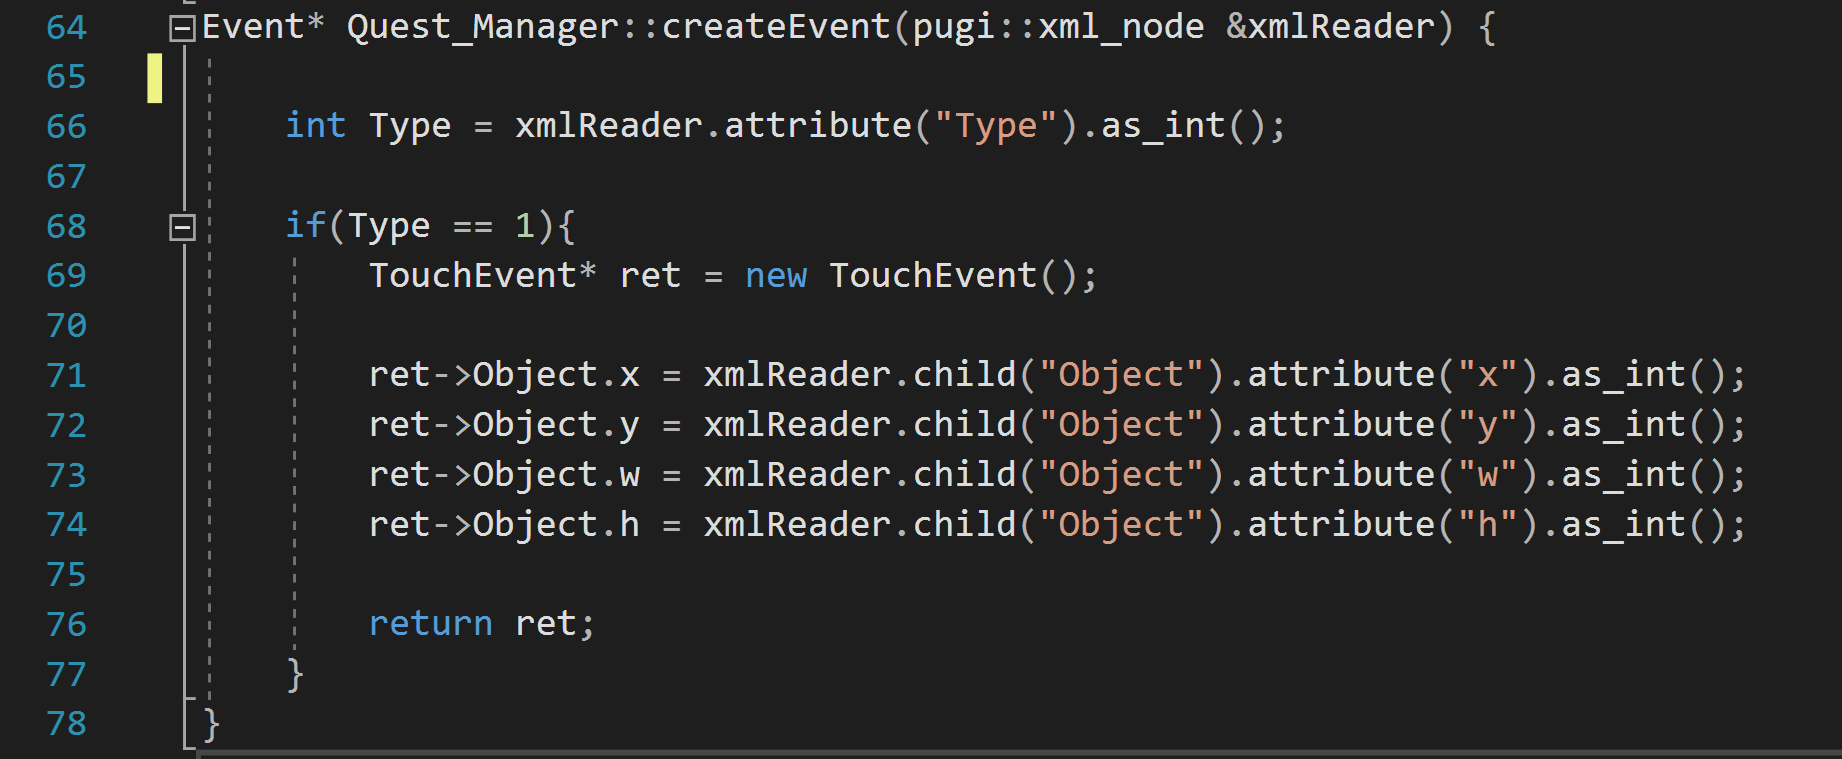 64 Event* Quest_Manager::createEvent(pugi::xml_node &xmlReader) {
65
66 int Type = xmlReader.attribute("Type").as_int();
67
68 if(Type == 1){
69 TouchEvent* ret = new TouchEvent();
70
71 ret->Object.x = xmlReader.child("Object").attribute("x").as_int();
72 ret->Object.y = xmlReader.child("Object").attribute("y").as_int();
73 ret->Object.w = xmlReader.child("Object").attribute("w").as_int();
74 ret->Object.h = xmlReader.child("Object").attribute("h").as_int();
75
76 return ret;
77 }
78 }